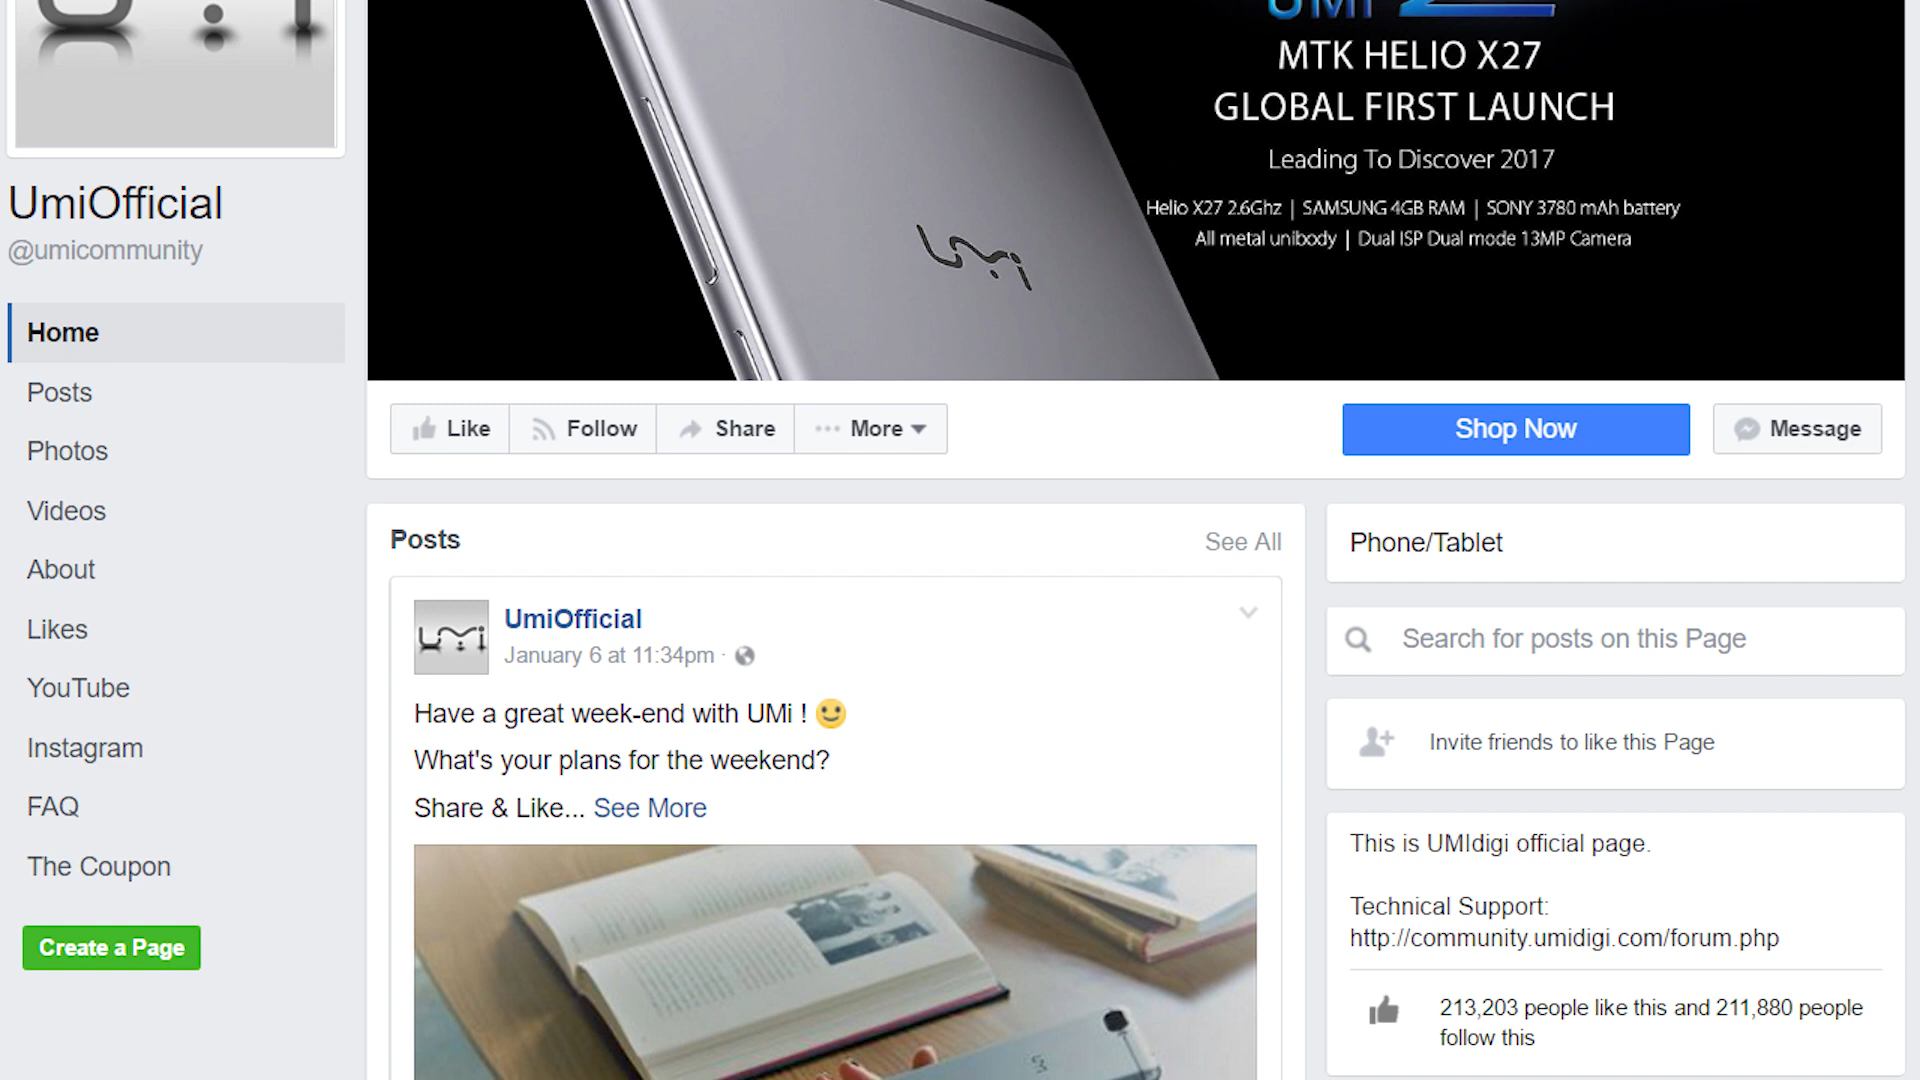 UmiOfficial
@umicommunity
Home
Posts
Photos
Videos
About
Likes
YouTube
Instagram
FAQ
The Coupon
Create a Page
UMi Z
MTK HELIO X27
GLOBAL FIRST LAUNCH
Leading To Discover 2017
Helio X27 2.6Ghz | SAMSUNG 4GB RAM | SONY 3780 mAh battery
All metal unibody | Dual ISP Dual mode 13MP Camera
UMi
Like
Follow
Share
More
Shop Now
Message
Posts
See All
UMi
UmiOfficial
January 6 at 11:34pm ·
Have a great week-end with UMi ! 🙂
What's your plans for the weekend?
Share & Like... See More
Phone/Tablet
Search for posts on this Page
Invite friends to like this Page
This is UMIdigi official page.
Technical Support:
http://community.umidigi.com/forum.php
213,203 people like this and 211,880 people
follow this